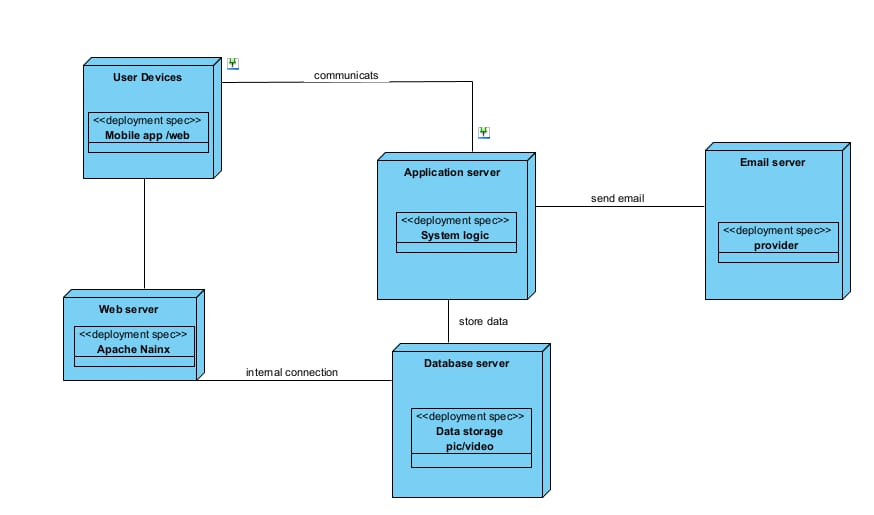 User Devices
<<deployment spec>>
Mobile app /web
communicats
Application server
<<deployment spec>>
System logic
send email
Email server
<<deployment spec>>
provider
Web server
<<deployment spec>>
Apache Nainx
store data
internal connection
Database server
<<deployment spec>>
Data storage
pic/video